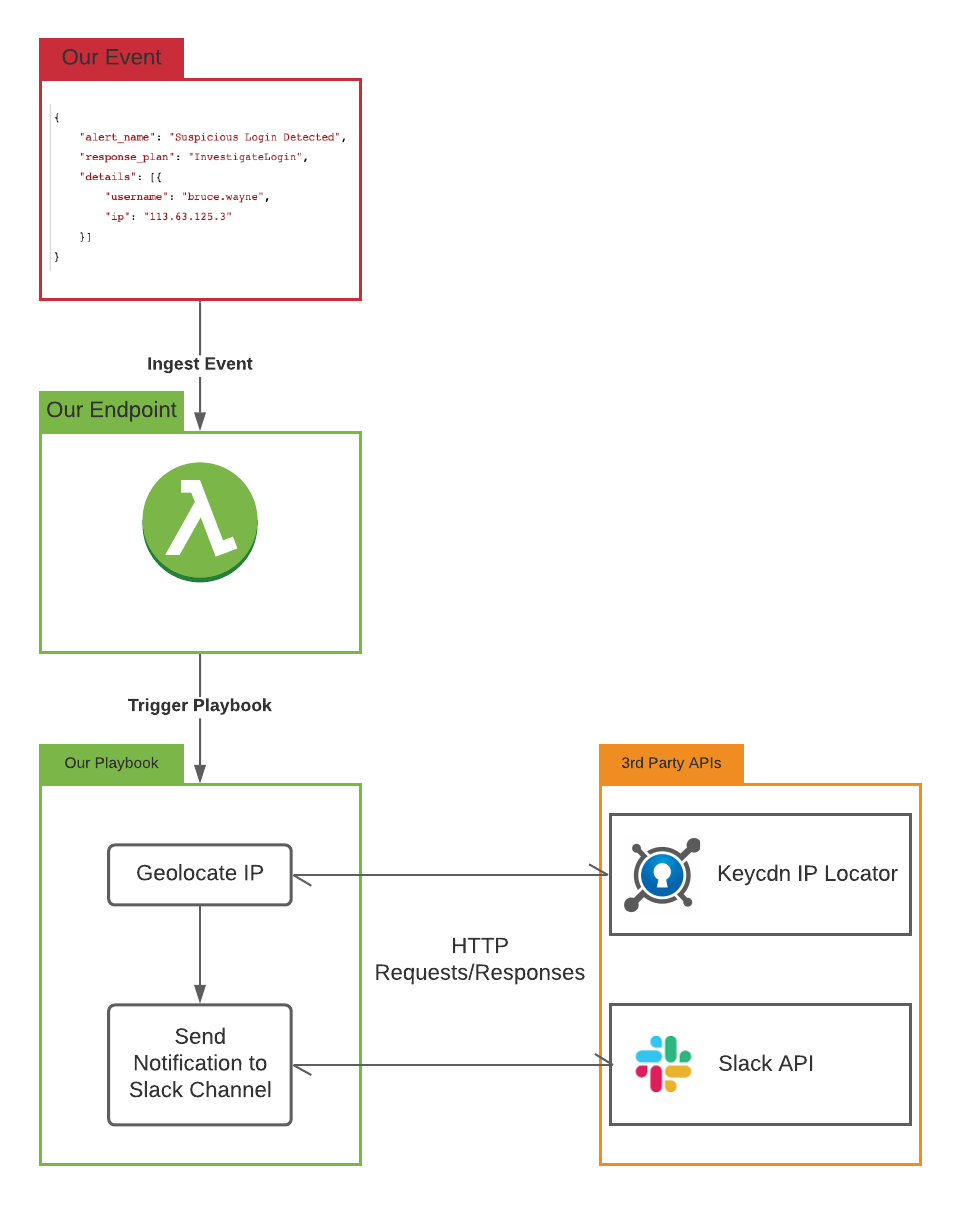 Our Event
{
"alert_name": "Suspicious Login Detected",
"response_plan": "InvestigateLogin",
"details": [{
"username": "bruce.wayne",
"ip": "113.63.125.3"
}]
}
Ingest Event
Our Endpoint
λ
Trigger Playbook
Our Playbook
3rd Party APIs
Geolocate IP
Keycdn IP Locator
HTTP
Requests/Responses
Send
Notification to
Slack Channel
Slack API